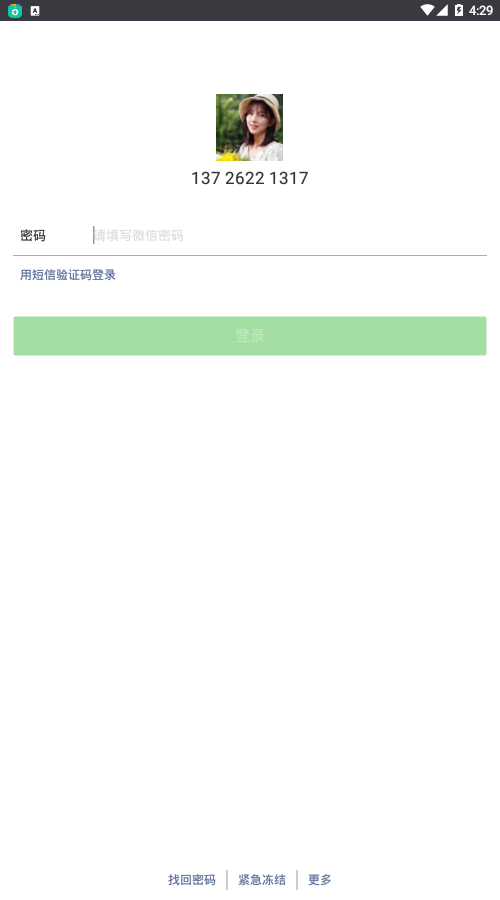 4:29
137 2622 1317
密码 请填写微信密码
用短信验证码登录
登录
找回密码 紧急冻结 更多